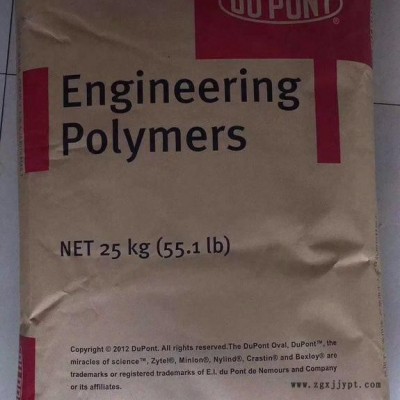 DU PONT®
Engineering
Polymers
NET 25 kg (55.1 lb)
Copyright © 2012 DuPont. All rights reserved.The DuPont Oval, DuPont™, the
miracles of science™, Zytel®, Minlon®, Nylind®, Crastin® and Bexloy® are
trademarks or registered trademarks of E.I. du Pont de Nemours and Company
or its affiliates.
www.zgxjjypt.com